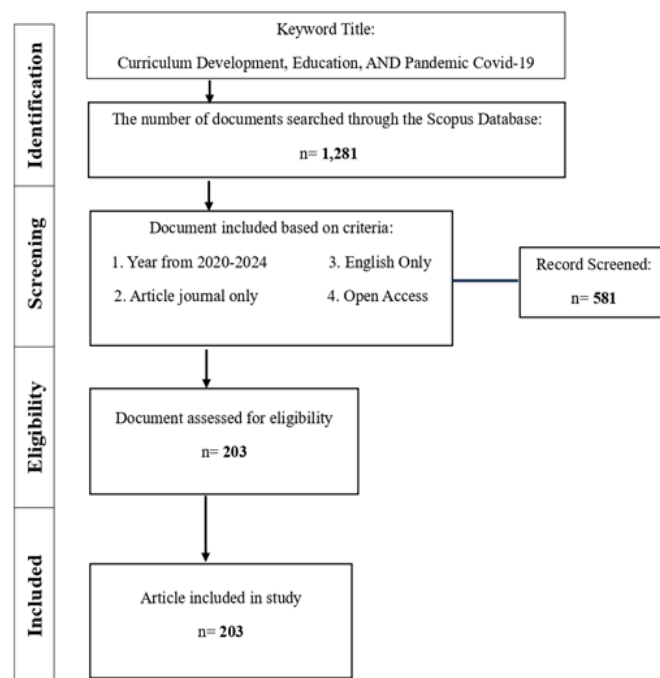 Identification
Keyword Title:
Curriculum Development, Education, AND Pandemic Covid-19
The number of documents searched through the Scopus Database:
n= 1,281
Screening
Document included based on criteria:
1. Year from 2020-2024
3. English Only
2. Article journal only
4. Open Access
Record Screened:
n= 581
Eligibility
Document assessed for eligibility
n= 203
Included
Article included in study
n= 203